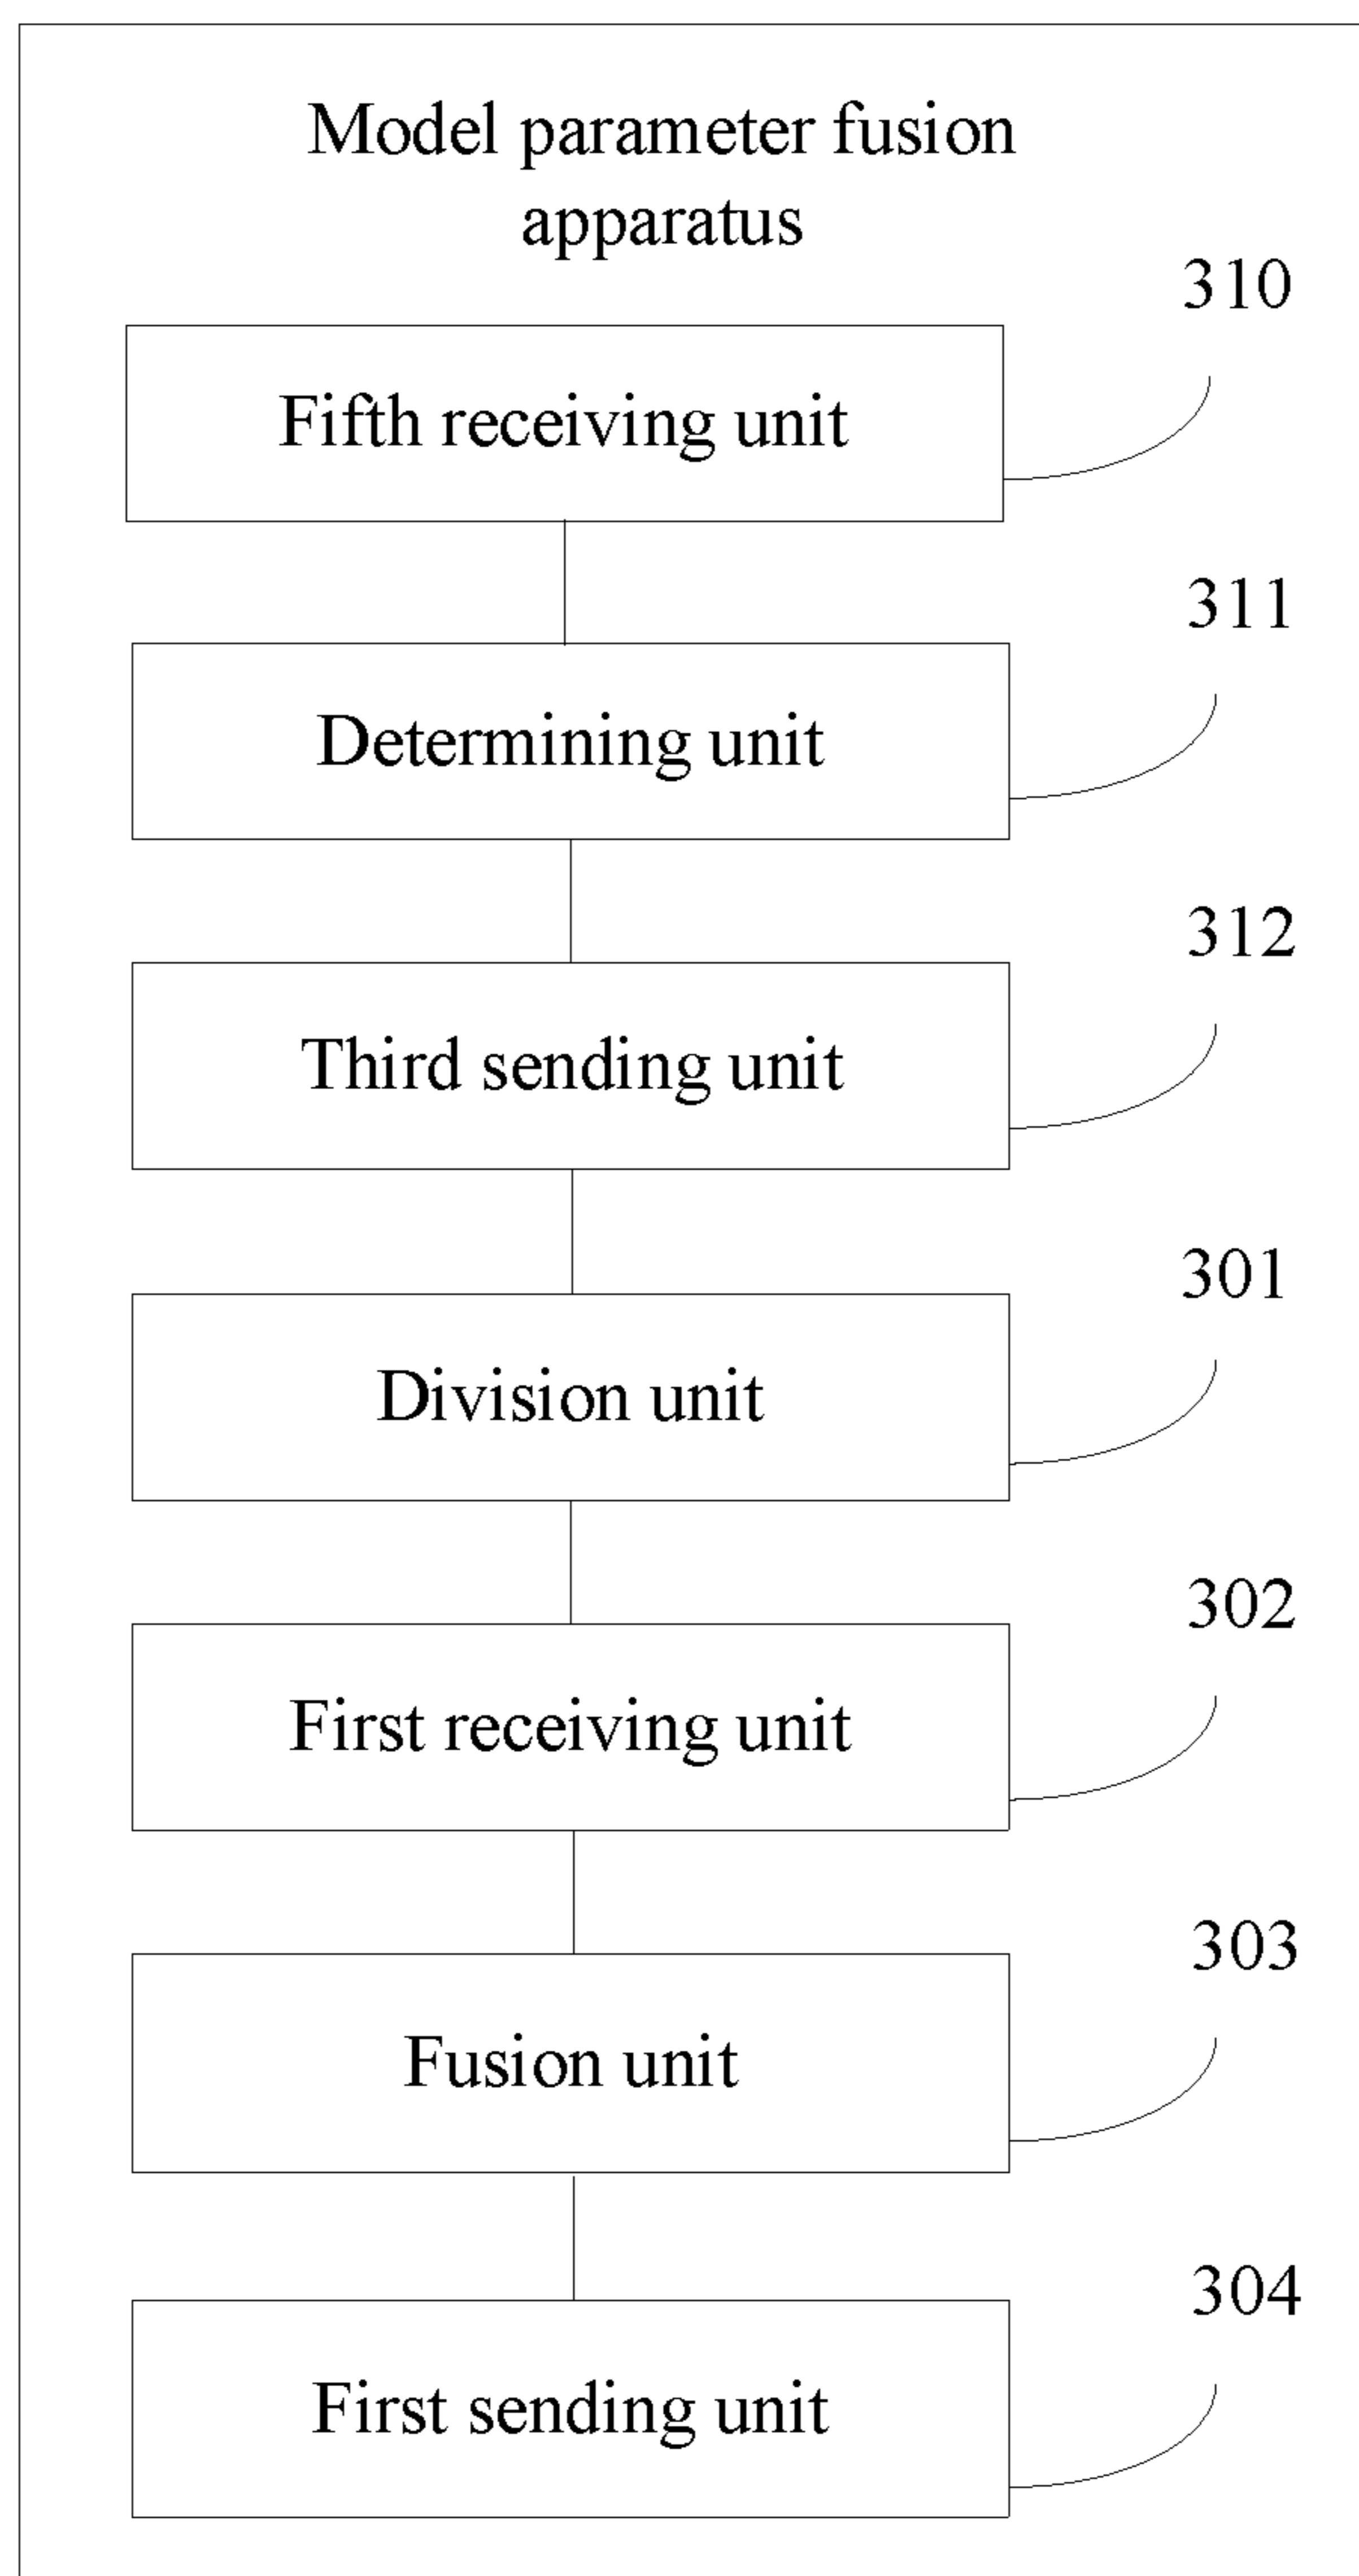 Model parameter fusion
apparatus
310
Fifth receiving unit
311
Determining unit
312
Third sending unit
301
Division unit
302
First receiving unit
303
Fusion unit
304
First sending unit